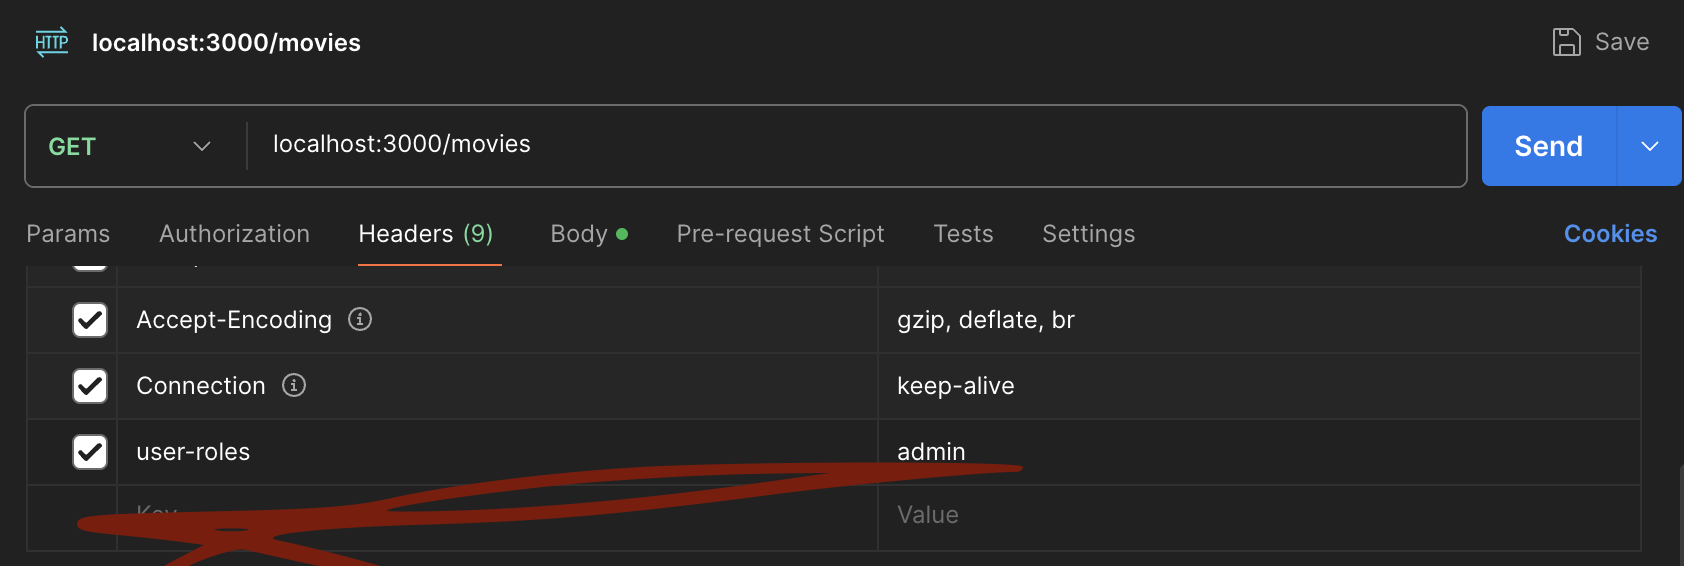 HTTP localhost:3000/movies Save
GET localhost:3000/movies Send
Params Authorization Headers (9) Body Pre-request Script Tests Settings Cookies
Accept-Encoding gzip, deflate, br
Connection keep-alive
user-roles admin
Key Value